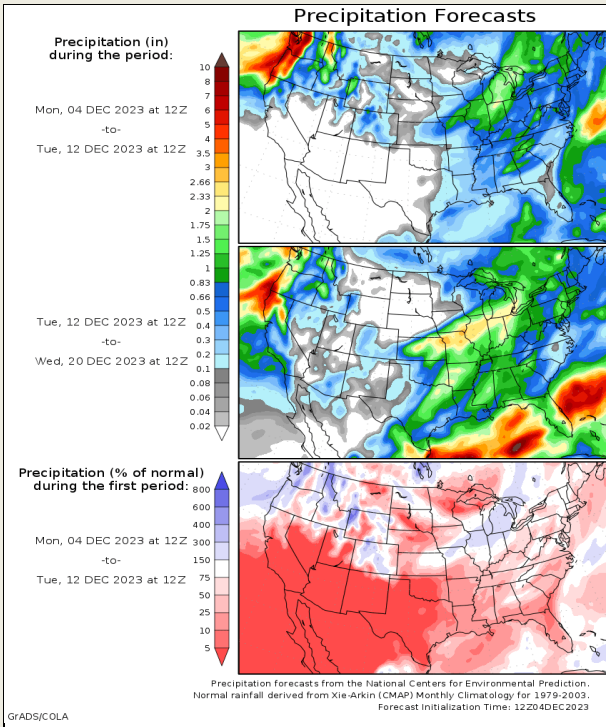 Precipitation Forecasts
Precipitation (in)
during the period:
Mon, 04 DEC 2023 at 12Z
-to-
Tue, 12 DEC 2023 at 12Z
10
8
7
6
5
4
3.5
3
2.66
2.33
2
1.75
1.5
1.25
1
0.83
0.66
0.5
0.4
0.3
0.2
0.1
0.08
0.06
0.04
0.02
Tue, 12 DEC 2023 at 12Z
-to-
Wed, 20 DEC 2023 at 12Z
Precipitation (% of normal)
during the first period:
Mon, 04 DEC 2023 at 12Z
-to-
Tue, 12 DEC 2023 at 12Z
800
600
400
300
150
75
50
25
10
5
Precipitation forecasts from the National Centers for Environmental Prediction.
Normal rainfall derived from Xie-Arkin (CMAP) Monthly Climatology for 1979-2003.
Forecast Initialization Time: 12Z04DEC2023
GrADS/COLA